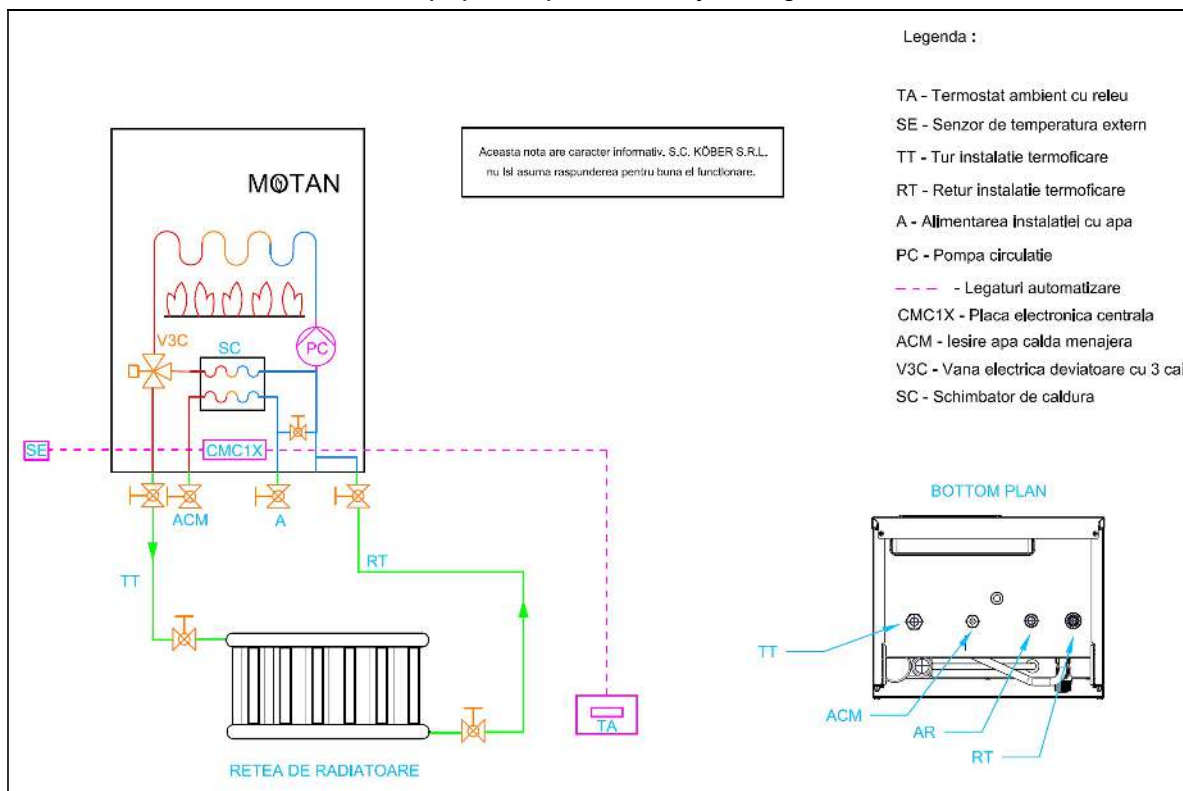 Legenda :
TA - Termostat ambient cu releu
SE - Senzor de temperatura extern
TT - Tur instalatie termoficare
RT - Retur instalatie termoficare
A - Alimentarea instalatiei cu apa
PC - Pompa circulatie
- Legaturi automatizare
CMC1X - Placa electronica centrala
ACM - Iesire apa calda menajera
V3C - Vana electrica deviatoare cu 3 cai
SC - Schimbator de caldura
Aceasta nota are caracter informativ. S.C. KÖBER S.R.L.
nu isi asuma raspunderea pentru buna ei functionare.
MOTAN
V3C
SC
PC
SE
CMC1X
ACM
A
TT
RT
TA
RETEA DE RADIATOARE
BOTTOM PLAN
TT
ACM
AR
RT